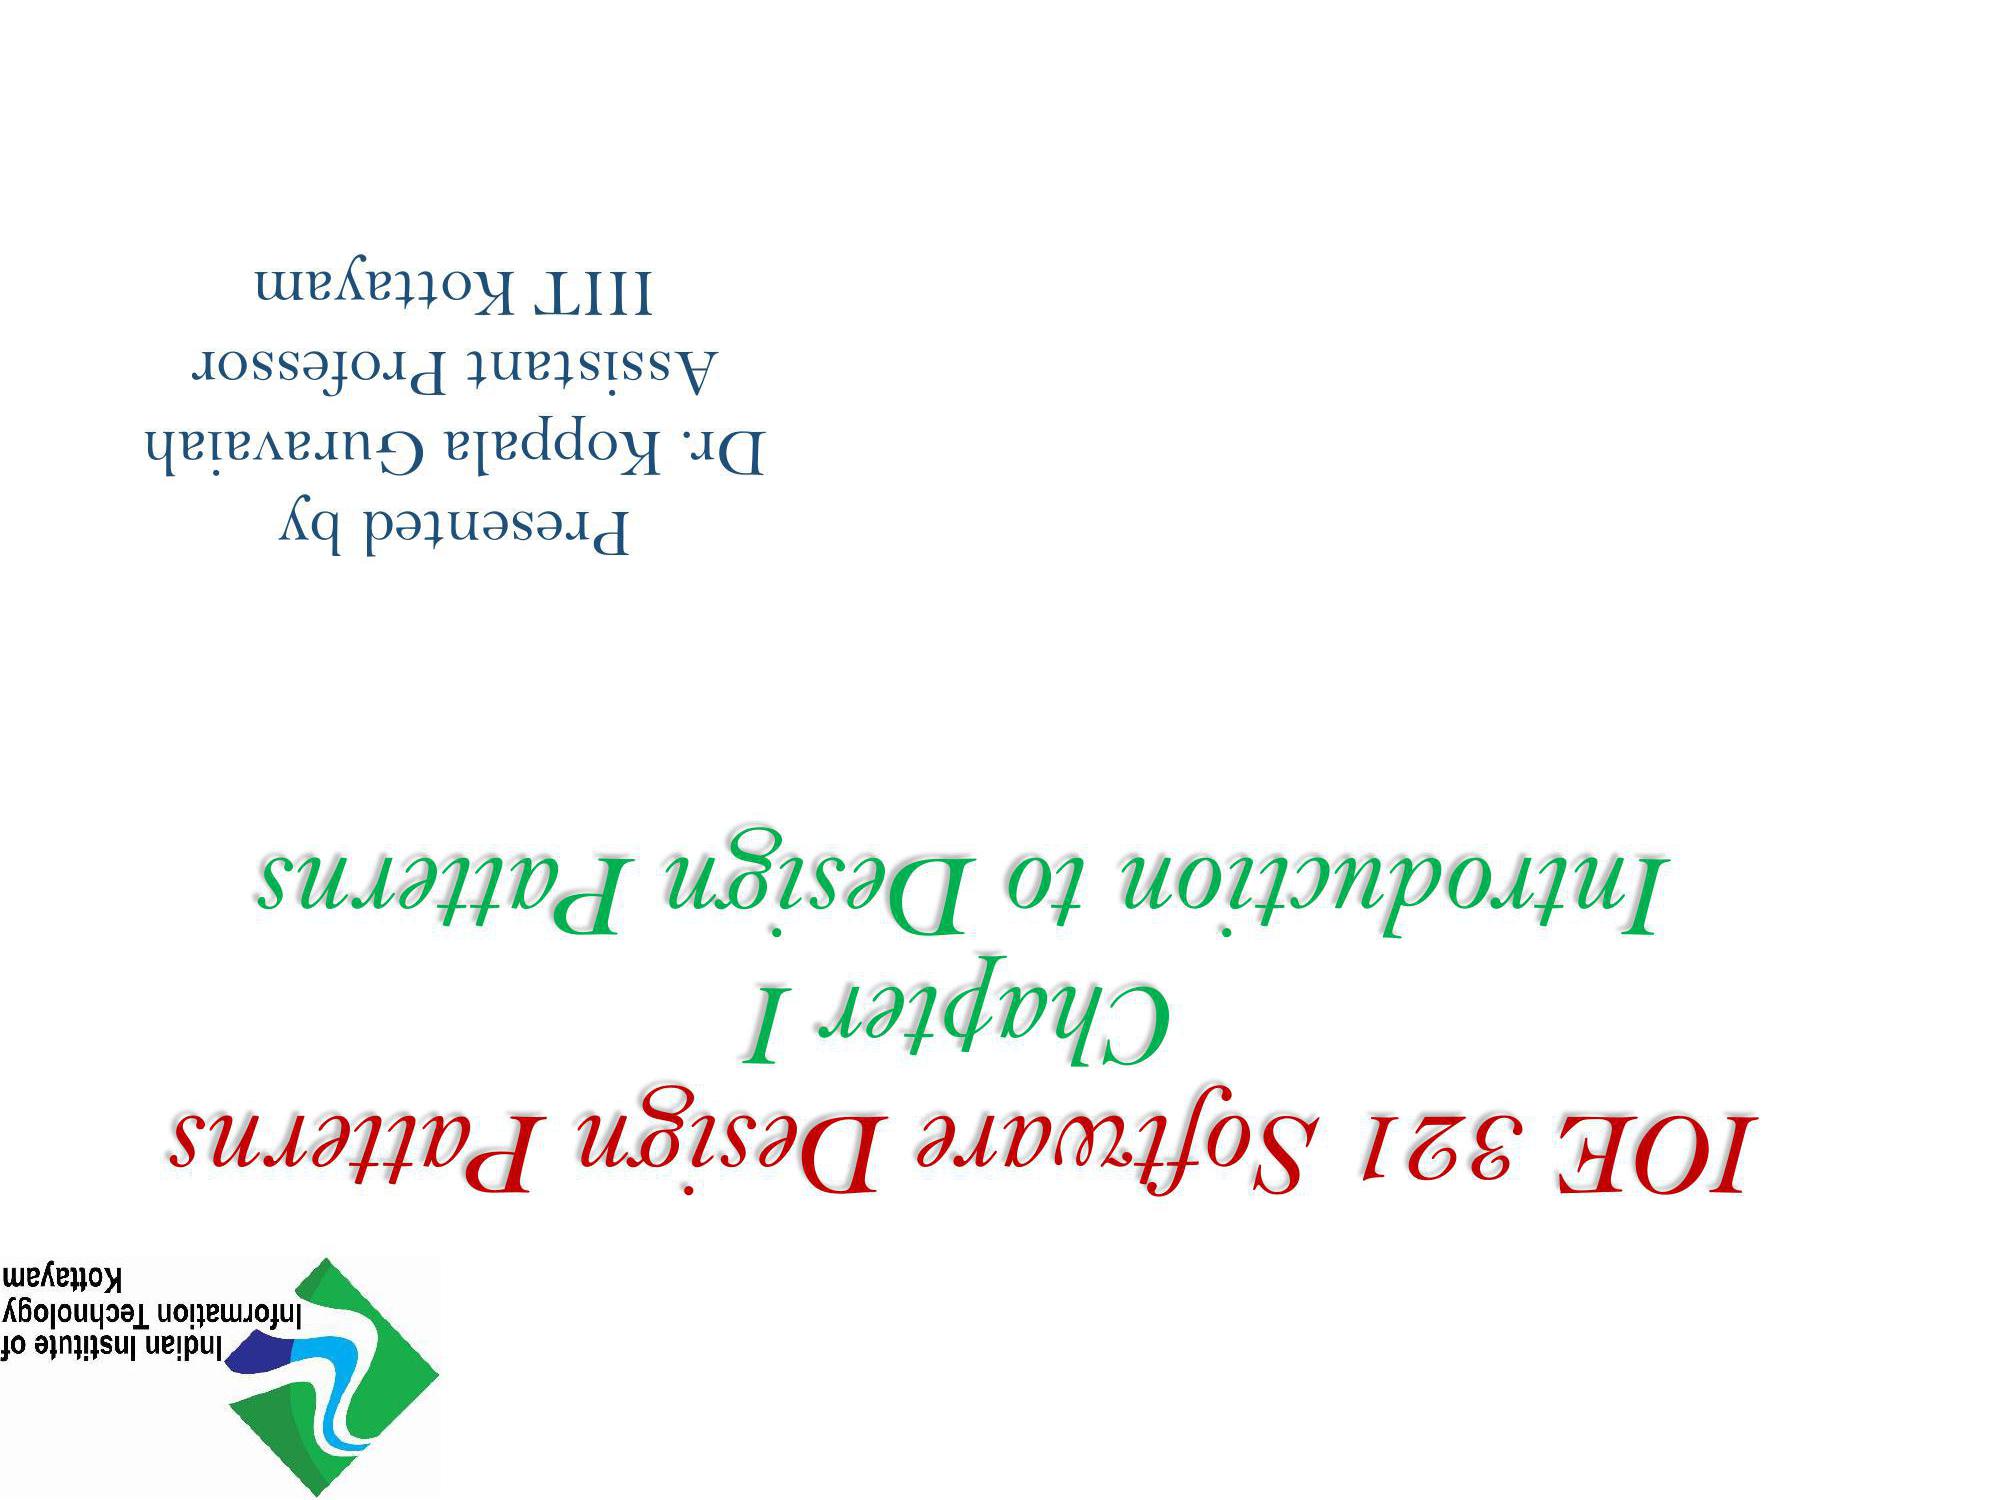 Indian Institute of
Information Technology
Kottayam
IOE 321 Software Design Patterns
Chapter I
Introduction to Design Patterns
Presented by
Dr. Koppala Guravaiah
Assistant Professor
IIIT Kottayam